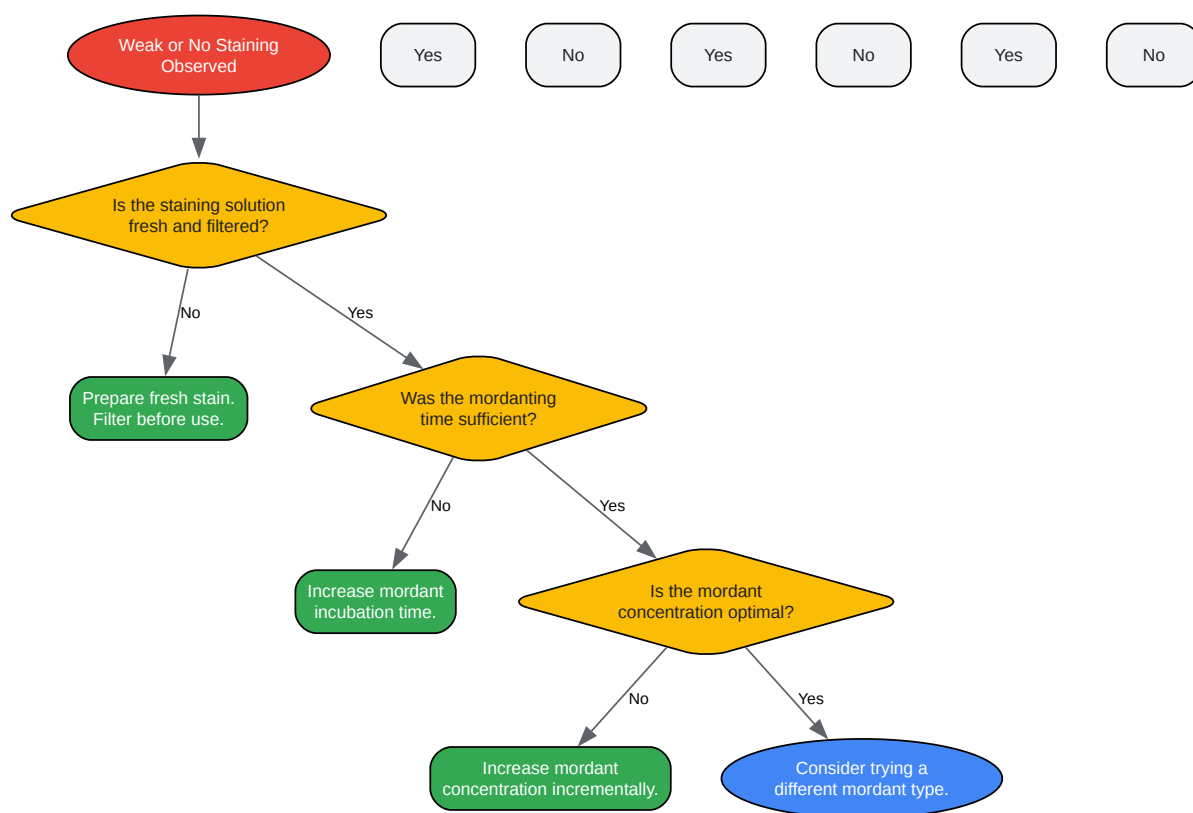 Weak or No Staining
Observed
Yes
No
Yes
No
Yes
No
Is the staining solution
fresh and filtered?
No
Yes
Prepare fresh stain.
Filter before use.
Was the mordanting
time sufficient?
No
Yes
Increase mordant
incubation time.
Is the mordant
concentration optimal?
No
Yes
Increase mordant
concentration incrementally.
Consider trying a
different mordant type.